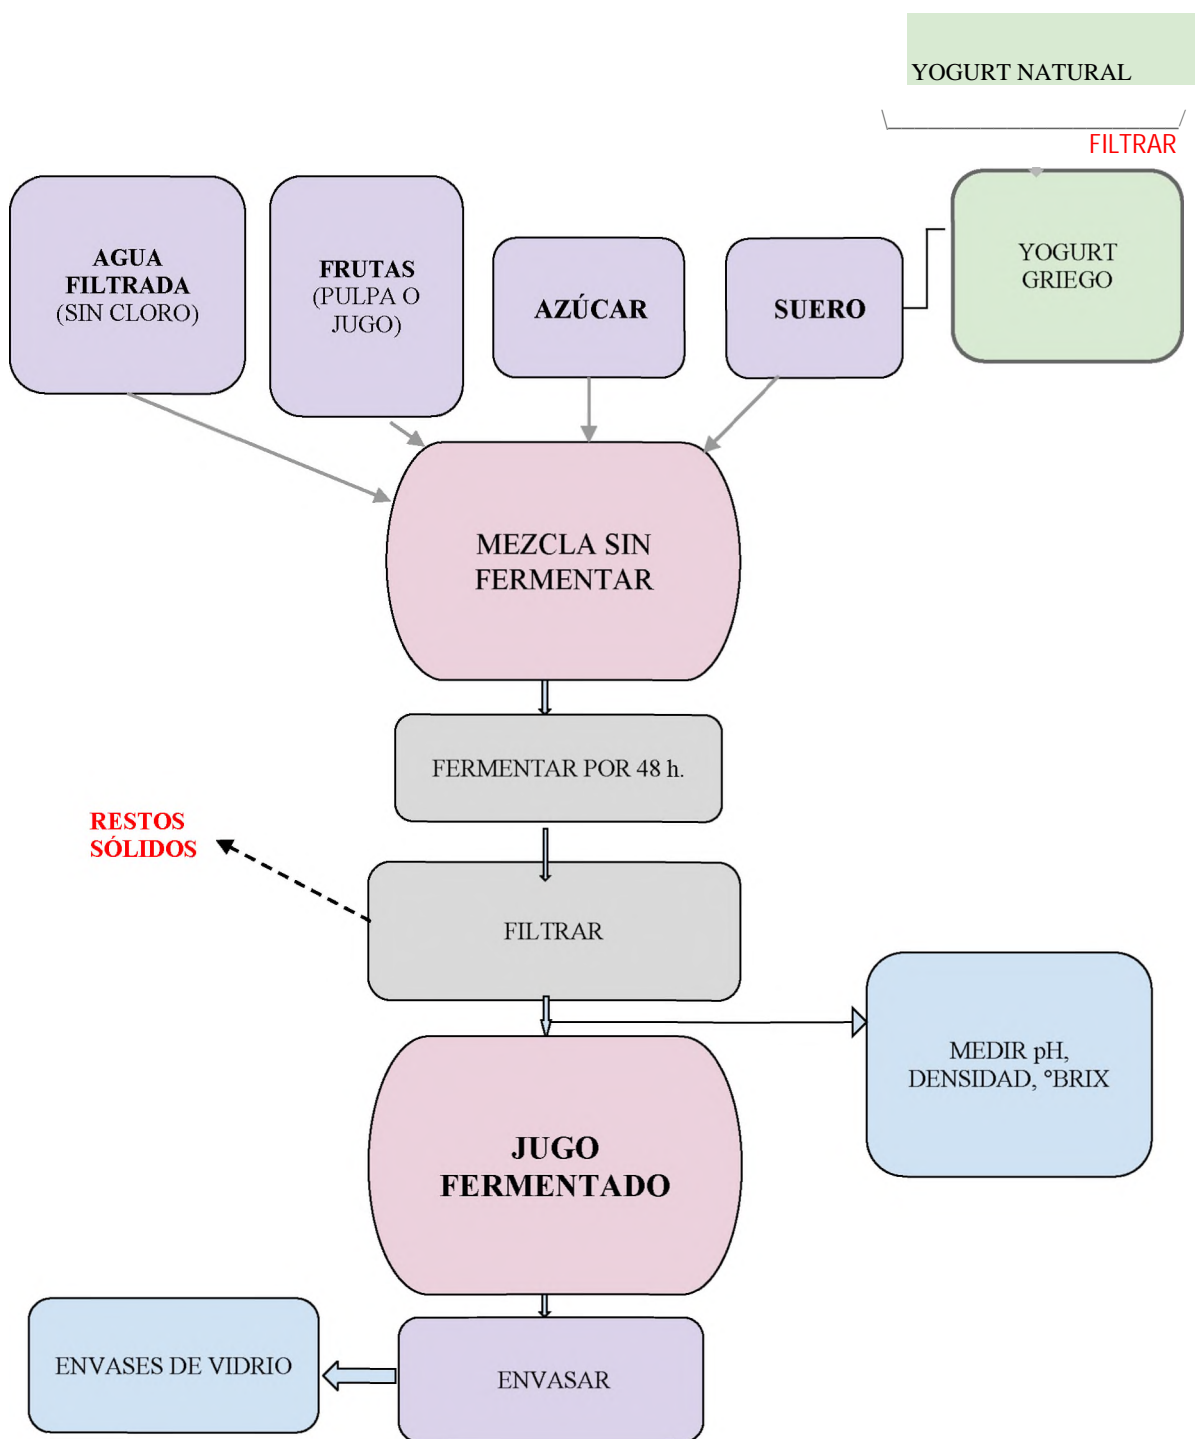 YOGURT NATURAL
FILTRAR
AGUA
FILTRADA
(SIN CLORO)
FRUTAS
(PULPA O
JUGO)
AZÚCAR
SUERO
YOGURT
GRIEGO
MEZCLA SIN
FERMENTAR
FERMENTAR POR 48 h.
RESTOS
SÓLIDOS
FILTRAR
MEDIR pH,
DENSIDAD, °BRIX
JUGO
FERMENTADO
ENVASES DE VIDRIO
ENVASAR